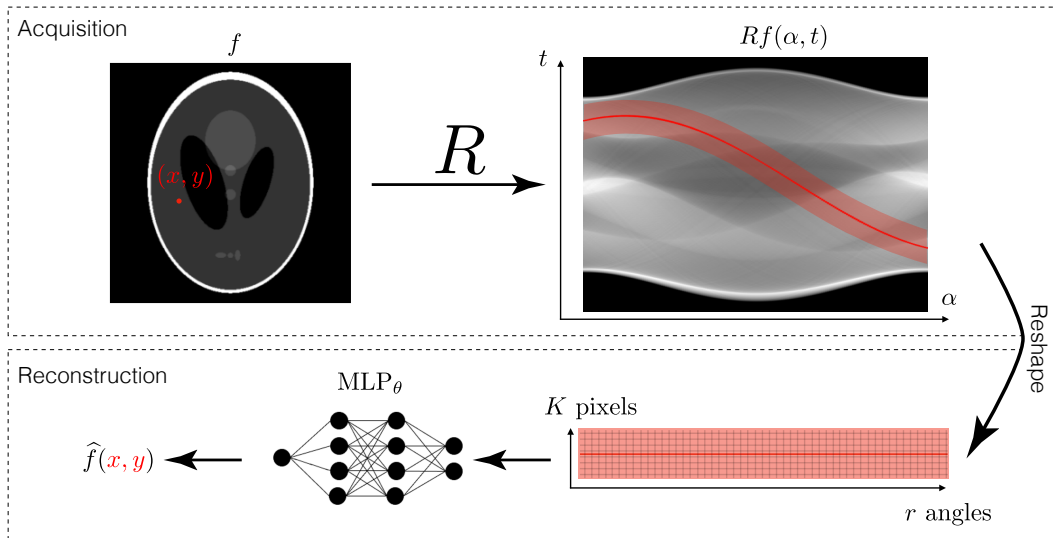 Acquisition
f
(x, y)
R
Rf(α, t)
t
α
Reshape
Reconstruction
MLP_θ
K pixels
r angles
f̂(x, y)